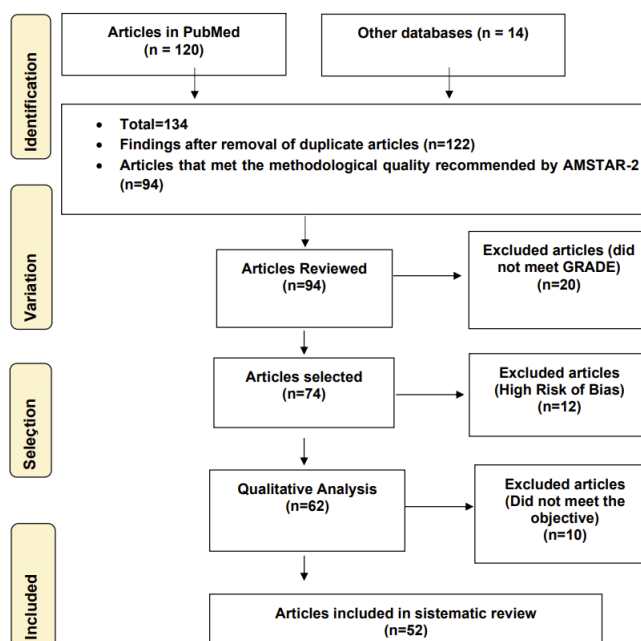 Identification
Articles in PubMed
(n = 120)
Other databases (n = 14)
• Total=134
• Findings after removal of duplicate articles (n=122)
• Articles that met the methodological quality recommended by AMSTAR-2
(n=94)
Variation
Articles Reviewed
(n=94)
Excluded articles (did
not meet GRADE)
(n=20)
Selection
Articles selected
(n=74)
Excluded articles
(High Risk of Bias)
(n=12)
Qualitative Analysis
(n=62)
Excluded articles
(Did not meet the
objective)
(n=10)
Included
Articles included in sistematic review
(n=52)